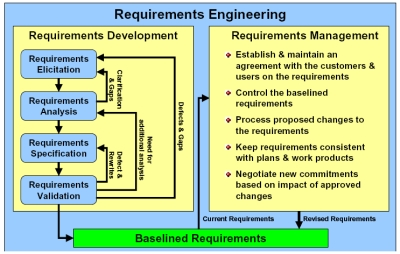 Requirements Engineering
Requirements Development
Requirements
Elicitation
Requirements
Analysis
Requirements
Specification
Requirements
Validation
Clarification
& Gaps
Need for
additional analysis
Defect &
Rewrites
Defects & Gaps
Requirements Management
Establish & maintain an
agreement with the customers &
users on the requirements
Control the baselined
requirements
Process proposed changes to
the requirements
Keep requirements consistent
with plans & work products
Negotiate new commitments
based on impact of approved
changes
Current Requirements
Revised Requirements
Baselined Requirements